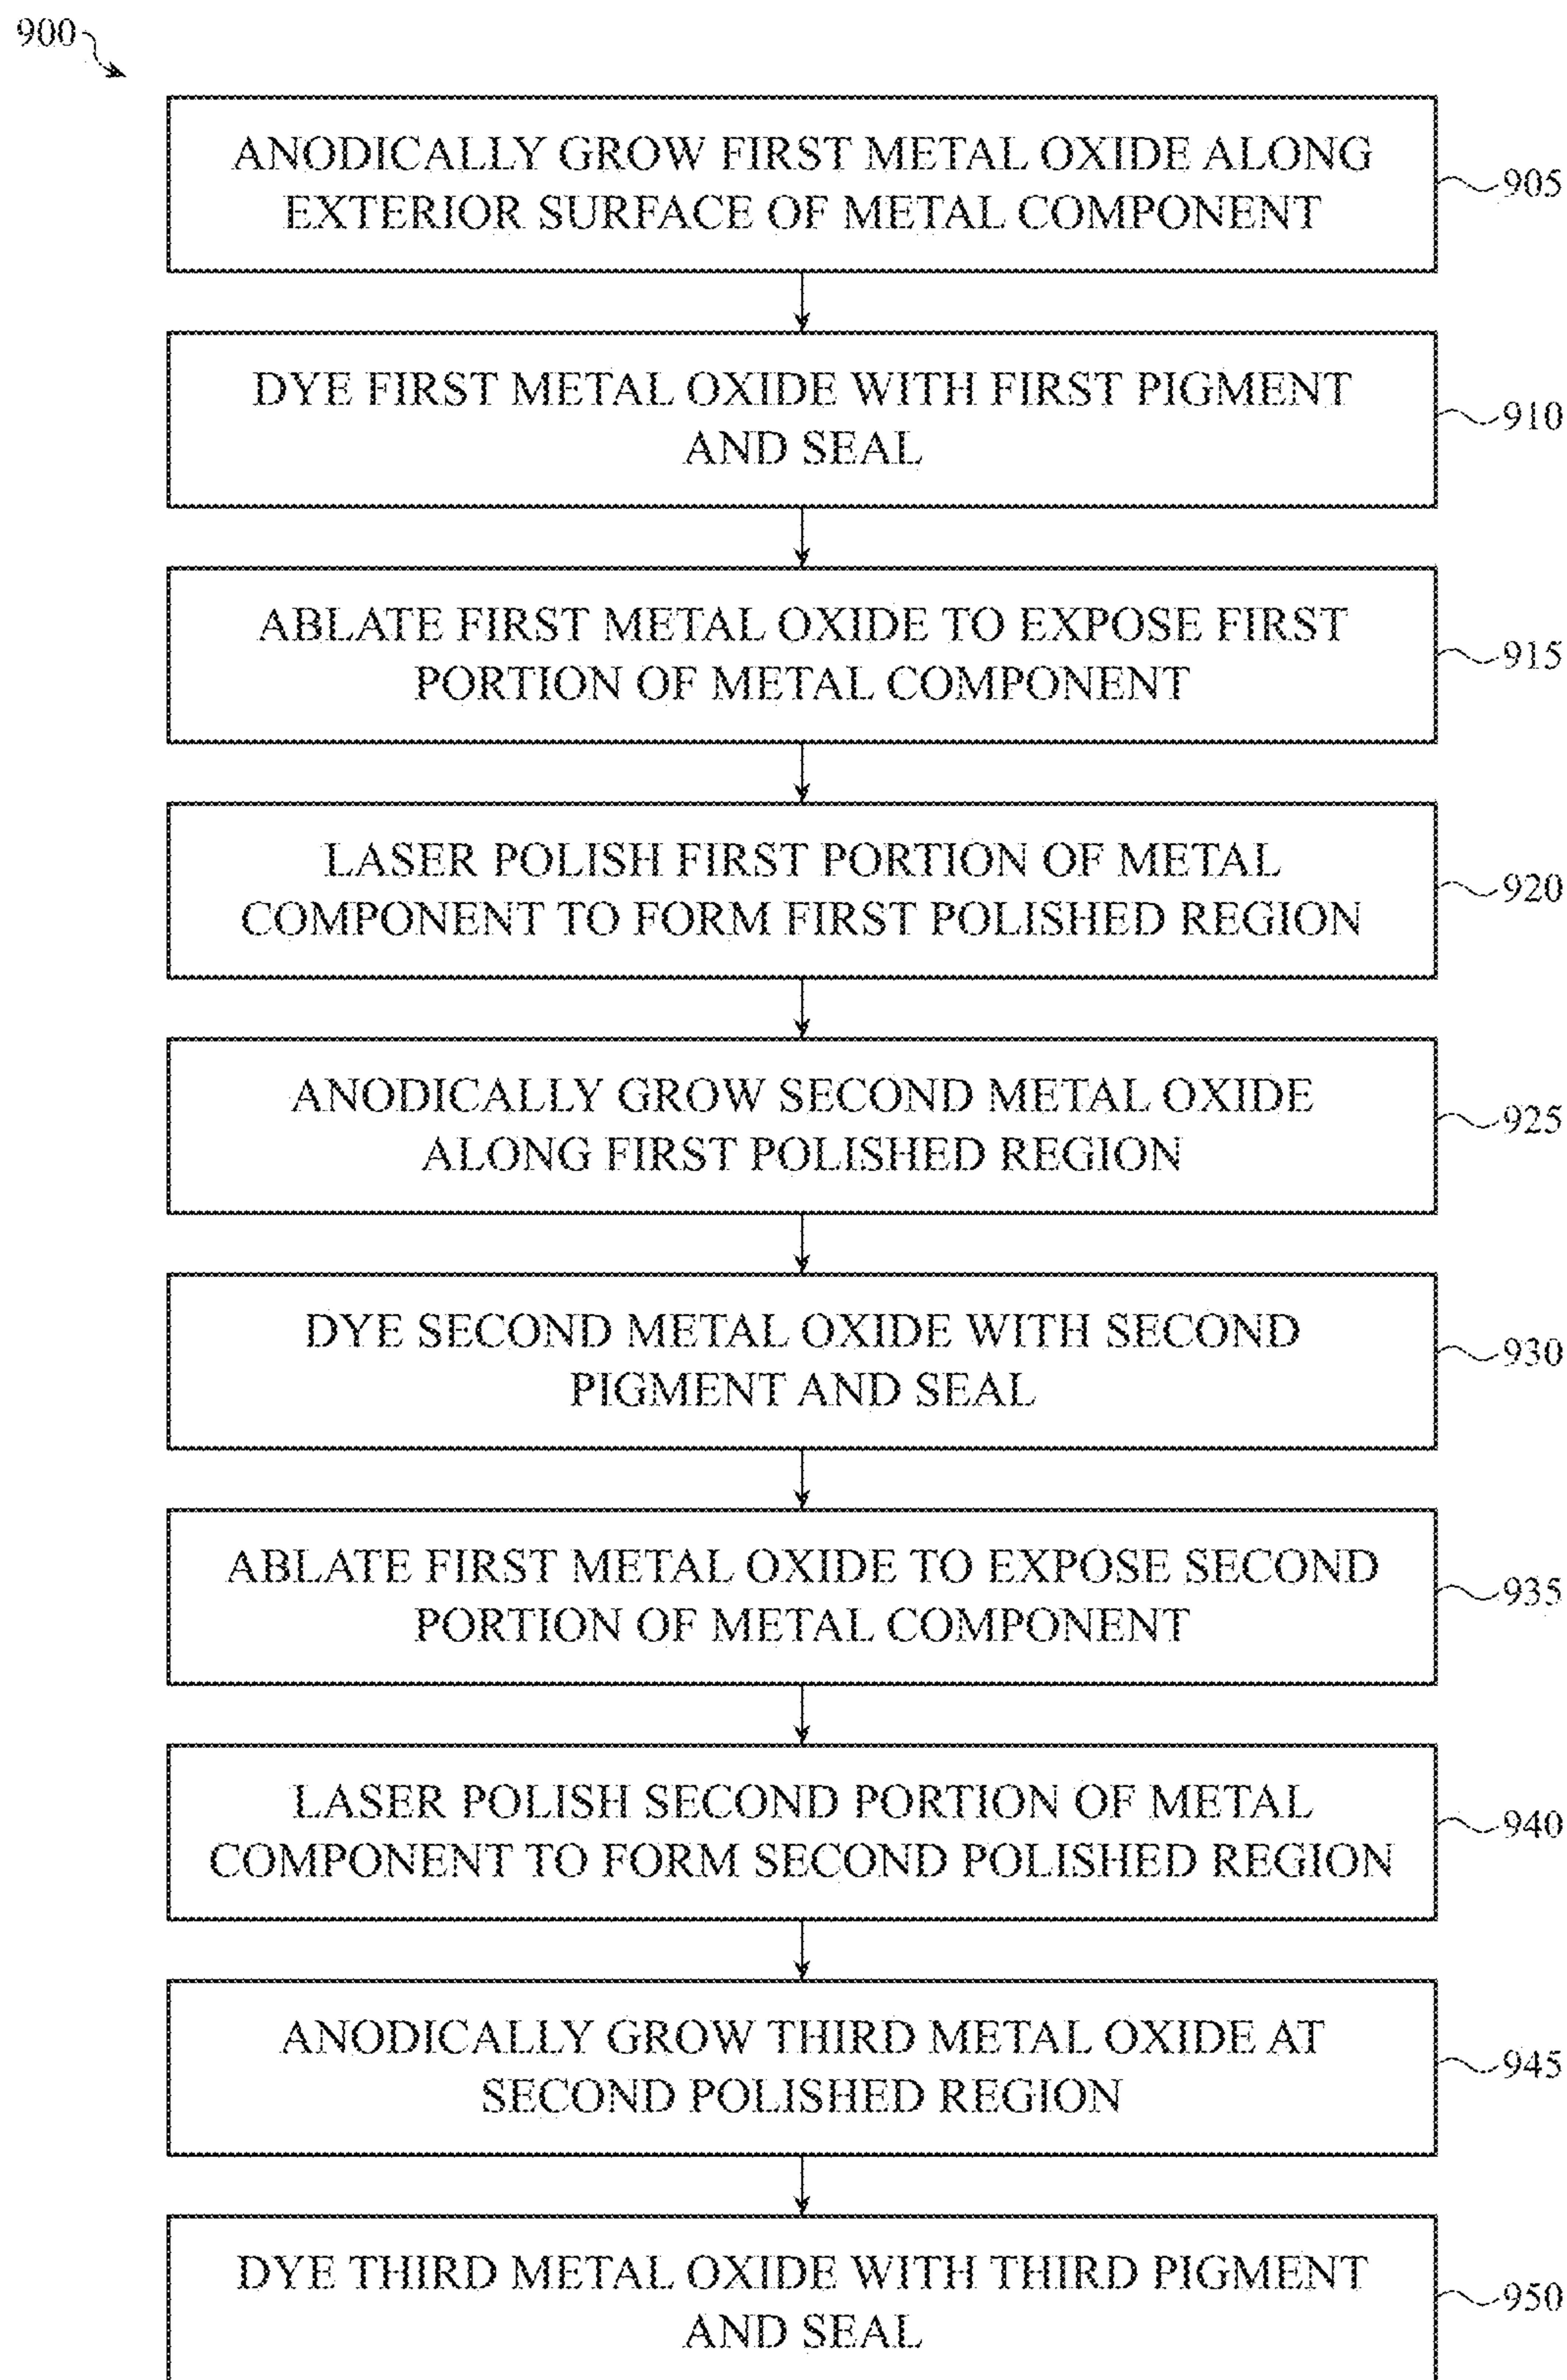 900
ANODICALLY GROW FIRST METAL OXIDE ALONG
EXTERIOR SURFACE OF METAL COMPONENT
905
DYE FIRST METAL OXIDE WITH FIRST PIGMENT
AND SEAL
910
ABLATE FIRST METAL OXIDE TO EXPOSE FIRST
PORTION OF METAL COMPONENT
915
LASER POLISH FIRST PORTION OF METAL
COMPONENT TO FORM FIRST POLISHED REGION
920
ANODICALLY GROW SECOND METAL OXIDE
ALONG FIRST POLISHED REGION
925
DYE SECOND METAL OXIDE WITH SECOND
PIGMENT AND SEAL
930
ABLATE FIRST METAL OXIDE TO EXPOSE SECOND
PORTION OF METAL COMPONENT
935
LASER POLISH SECOND PORTION OF METAL
COMPONENT TO FORM SECOND POLISHED REGION
940
ANODICALLY GROW THIRD METAL OXIDE AT
SECOND POLISHED REGION
945
DYE THIRD METAL OXIDE WITH THIRD PIGMENT
AND SEAL
950